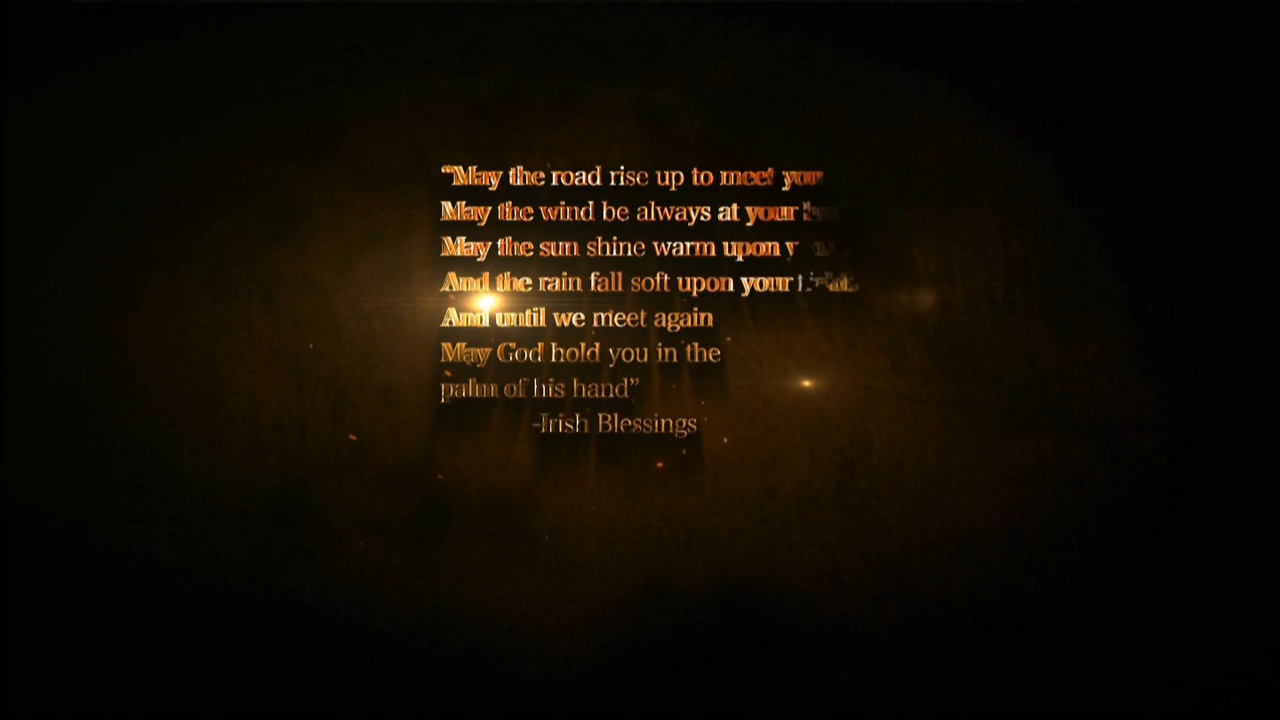 “May the road rise up to meet you
May the wind be always at your
May the sun shine warm upon
And the rain fall soft upon your
And until we meet again
May God hold you in the
palm of his hand”
-Irish Blessings